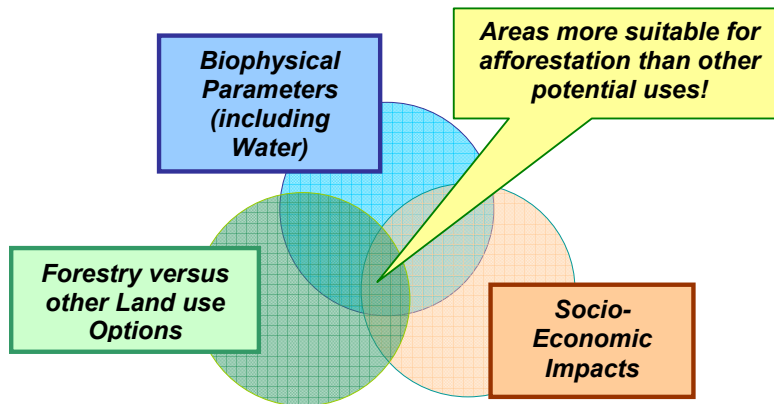 Biophysical
Parameters
(including
Water)
Areas more suitable for
afforestation than other
potential uses!
Forestry versus
other Land use
Options
Socio-
Economic
Impacts